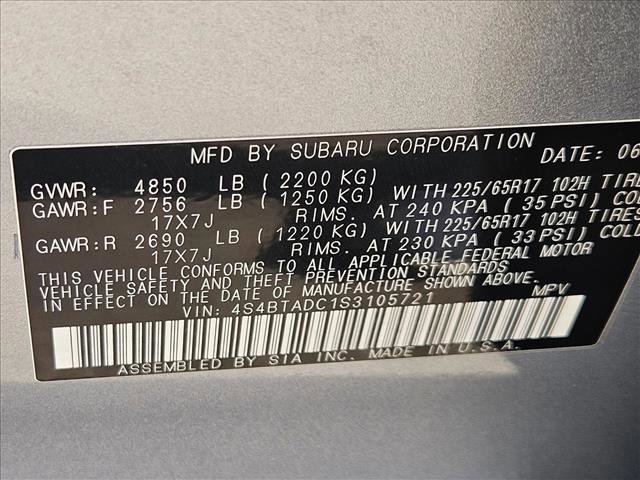 MFD BY SUBARU CORPORATION DATE: 06
GVWR: 4850 LB (2200 KG)
GAWR:F 2756 LB (1250 KG) WITH 225/65R17 102H TIRE
17X7J RIMS. AT 240 KPA (35 PSI) COLD
GAWR:R 2690 LB (1220 KG) WITH 225/65R17 102H TIRES
17X7J RIMS. AT 230 KPA (33 PSI) COLD
THIS VEHICLE CONFORMS TO ALL APPLICABLE FEDERAL MOTOR
VEHICLE SAFETY AND THEFT PREVENTION STANDARDS
IN EFFECT ON THE DATE OF MANUFACTURE SHOWN ABOVE.
VIN: 4S4BTADC1S3105721 MPV
ASSEMBLED BY SIA INC. MADE IN U.S.A.